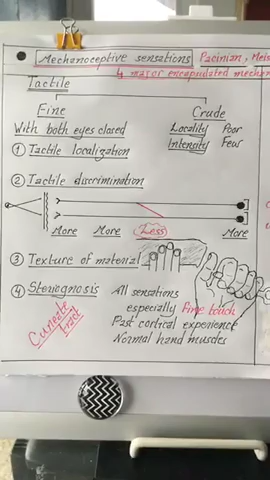 Mechanoceptive sensations Pacinian, Meis
4 major encapsulated mechan
Tactile
Fine
Crude
With both eyes closed
Locality Poor
Intensity Fear
① Tactile localization
② Tactile discrimination
More More Less More
③ Texture of material
④ Steriognosis
All sensations
especially Fine touch
Past cortical experience
Normal hand muscles
Cuneate
tract